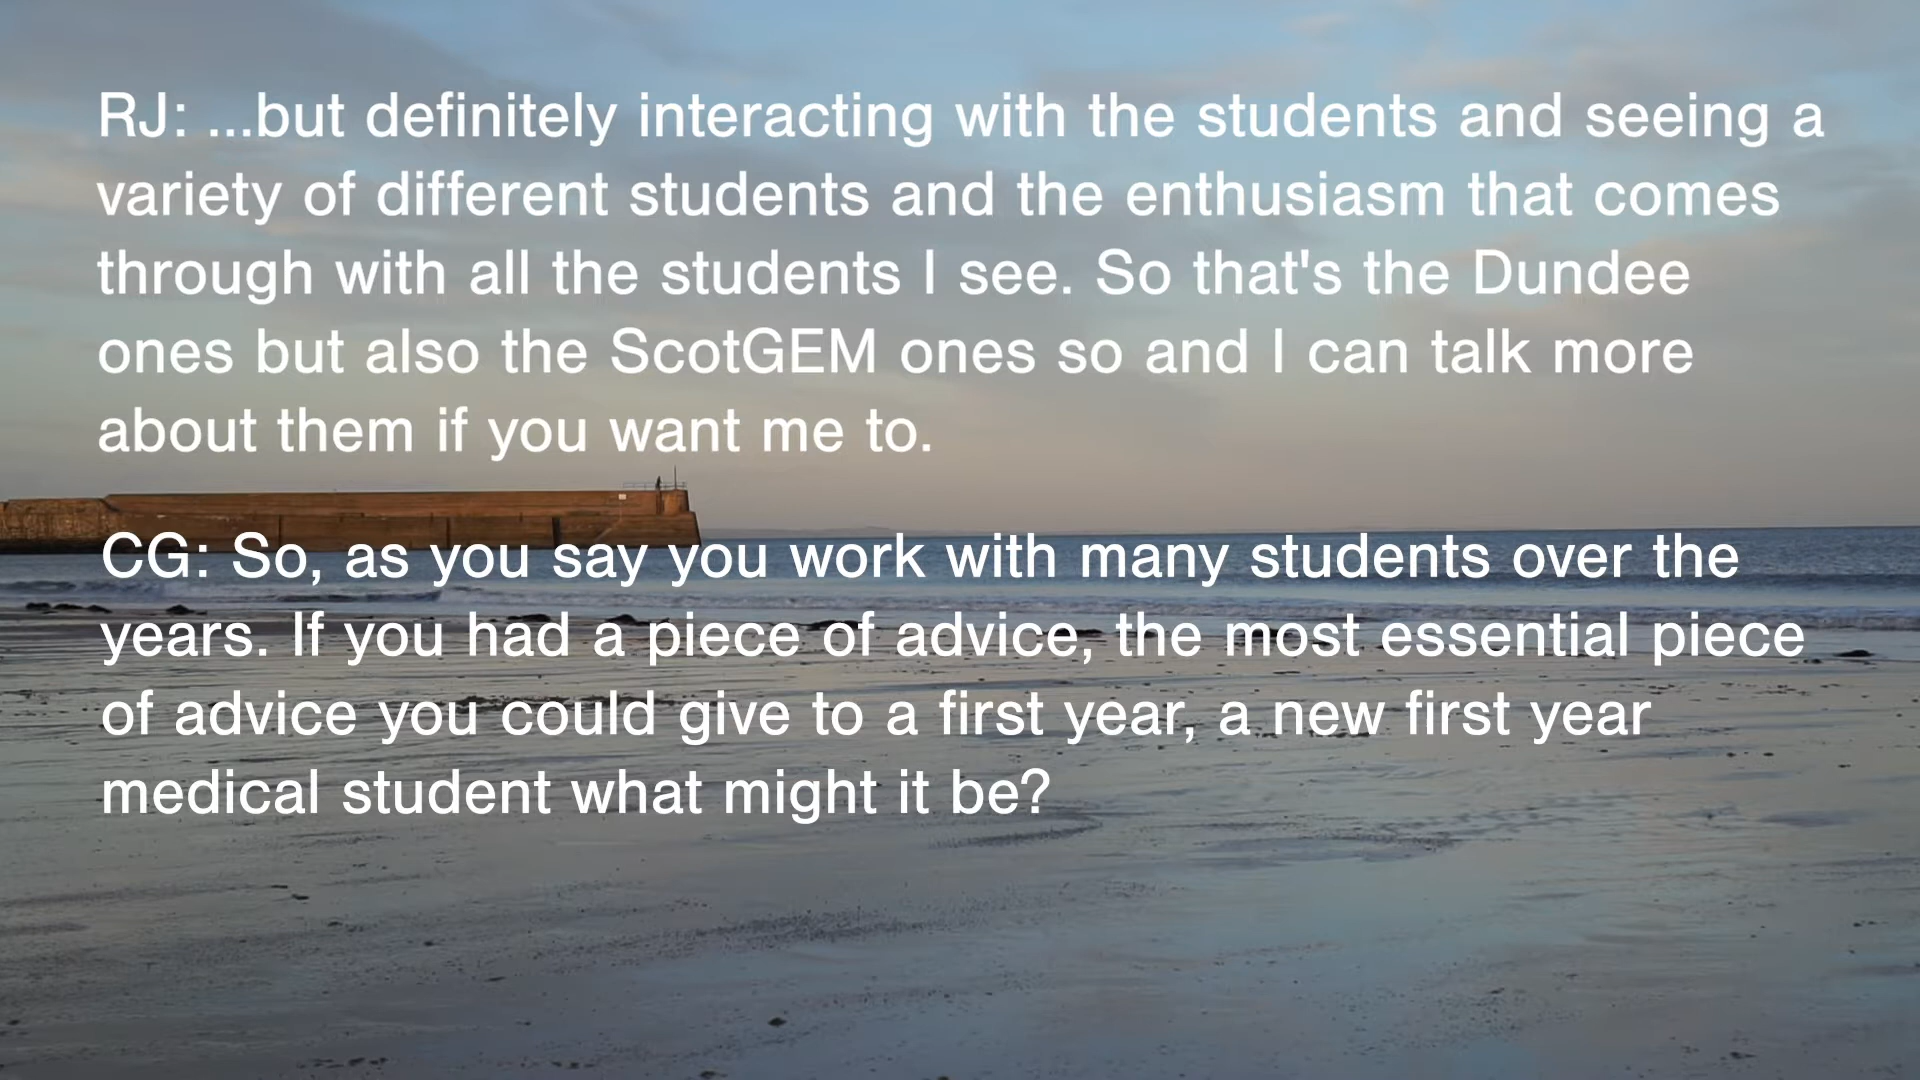 RJ: ...but definitely interacting with the students and seeing a
variety of different students and the enthusiasm that comes
through with all the students I see. So that's the Dundee
ones but also the ScotGEM ones so and I can talk more
about them if you want me to.
CG: So, as you say you work with many students over the
years. If you had a piece of advice, the most essential piece
of advice you could give to a first year, a new first year
medical student what might it be?